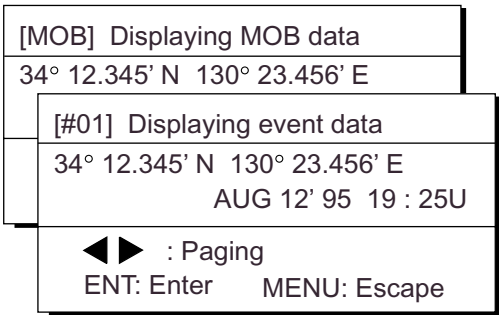 [MOB] Displaying MOB data
34° 12.345’ N 130° 23.456’ E
[#01] Displaying event data
34° 12.345’ N 130° 23.456’ E
AUG 12’ 95 19 : 25U
◀ ▶ : Paging
ENT: Enter MENU: Escape